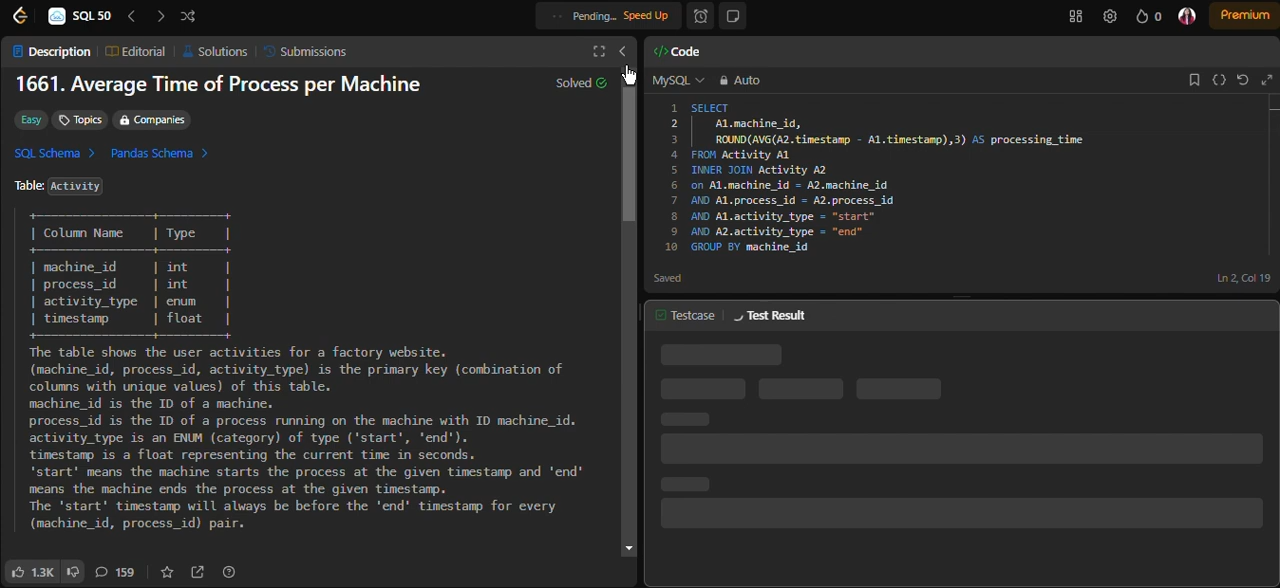 SQL 50
Pending... Speed Up
0
Premium
Description
Editorial
Solutions
Submissions
1661. Average Time of Process per Machine
Solved
Easy
Topics
Companies
SQL Schema
Pandas Schema
Table: Activity
+----------------+---------+
| Column Name | Type |
+----------------+---------+
| machine_id | int |
| process_id | int |
| activity_type | enum |
| timestamp | float |
+----------------+---------+
The table shows the user activities for a factory website.
(machine_id, process_id, activity_type) is the primary key (combination of
columns with unique values) of this table.
machine_id is the ID of a machine.
process_id is the ID of a process running on the machine with ID machine_id.
activity_type is an ENUM (category) of type ('start', 'end').
timestamp is a float representing the current time in seconds.
'start' means the machine starts the process at the given timestamp and 'end'
means the machine ends the process at the given timestamp.
The 'start' timestamp will always be before the 'end' timestamp for every
(machine_id, process_id) pair.
1.3K
159
</> Code
MySQL
Auto
1 SELECT
2 A1.machine_id,
3 ROUND(AVG(A2.timestamp - A1.timestamp),3) AS processing_time
4 FROM Activity A1
5 INNER JOIN Activity A2
6 on A1.machine_id = A2.machine_id
7 AND A1.process_id = A2.process_id
8 AND A1.activity_type = "start"
9 AND A2.activity_type = "end"
10 GROUP BY machine_id
Saved
Ln 2, Col 19
Testcase
Test Result